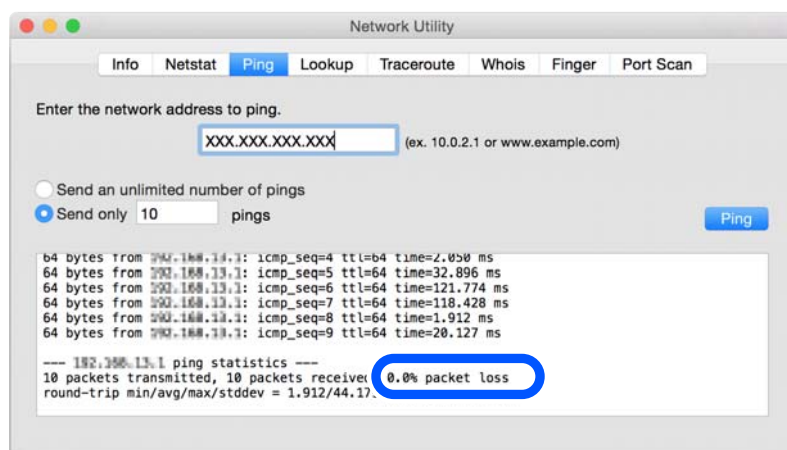 Network Utility
Info Netstat Ping Lookup Traceroute Whois Finger Port Scan
Enter the network address to ping.
XXX.XXX.XXX.XXX (ex. 10.0.2.1 or www.example.com)
Send an unlimited number of pings
Send only 10 pings
Ping
64 bytes from : icmp_seq=4 ttl=64 time=2.050 ms
64 bytes from : icmp_seq=5 ttl=64 time=32.896 ms
64 bytes from : icmp_seq=6 ttl=64 time=121.774 ms
64 bytes from : icmp_seq=7 ttl=64 time=118.428 ms
64 bytes from : icmp_seq=8 ttl=64 time=1.912 ms
64 bytes from : icmp_seq=9 ttl=64 time=20.127 ms
--- ping statistics ---
10 packets transmitted, 10 packets received 0.0% packet loss
round-trip min/avg/max/stddev = 1.912/44.17